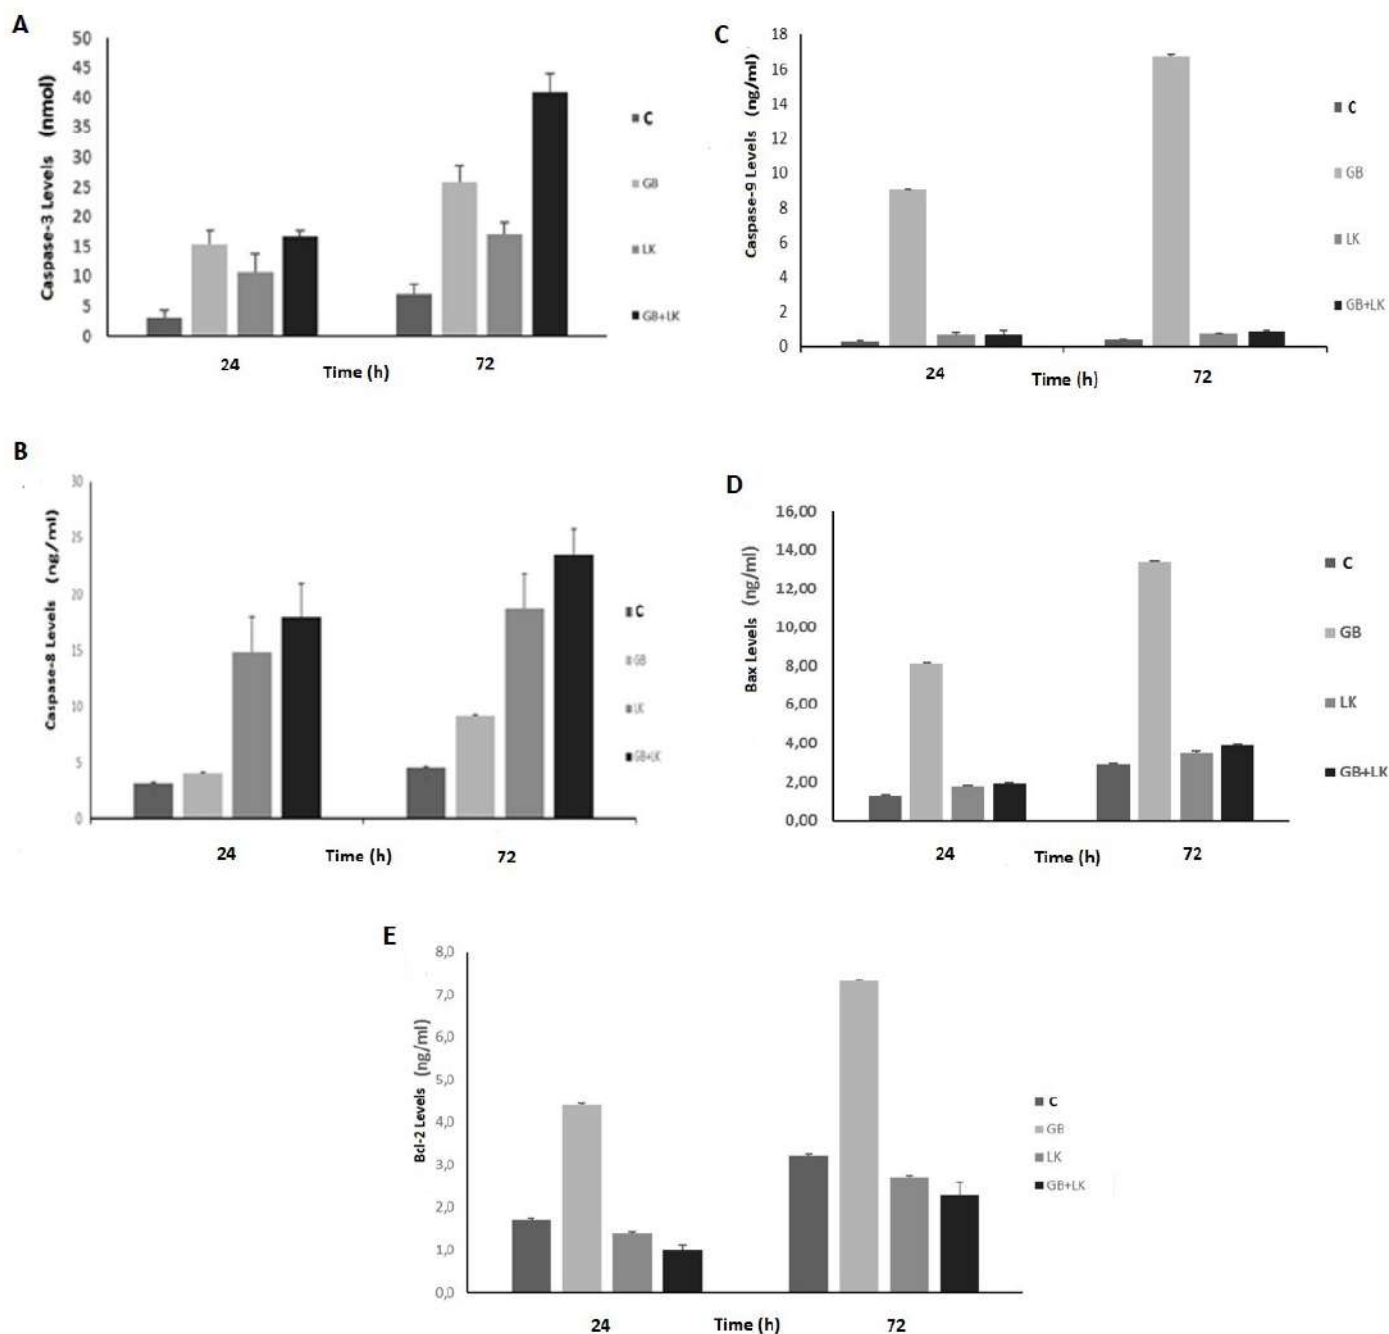 A
Caspase-3 Levels (nmol)
50
45
40
35
30
25
20
15
10
5
0
24
Time (h)
72
C
GB
LK
GB+LK
C
Caspase-9 Levels (ng/ml)
18
16
14
12
10
8
6
4
2
0
24
Time (h)
72
C
GB
LK
GB+LK
B
Caspase-8 Levels (ng/ml)
30
25
20
15
10
5
0
24
Time (h)
72
C
GB
LK
GB+LK
D
Bax Levels (ng/ml)
16,00
14,00
12,00
10,00
8,00
6,00
4,00
2,00
0,00
24
Time (h)
72
C
GB
LK
GB+LK
E
Bcl-2 Levels (ng/ml)
8,0
7,0
6,0
5,0
4,0
3,0
2,0
1,0
0,0
24
Time (h)
72
C
GB
LK
GB+LK